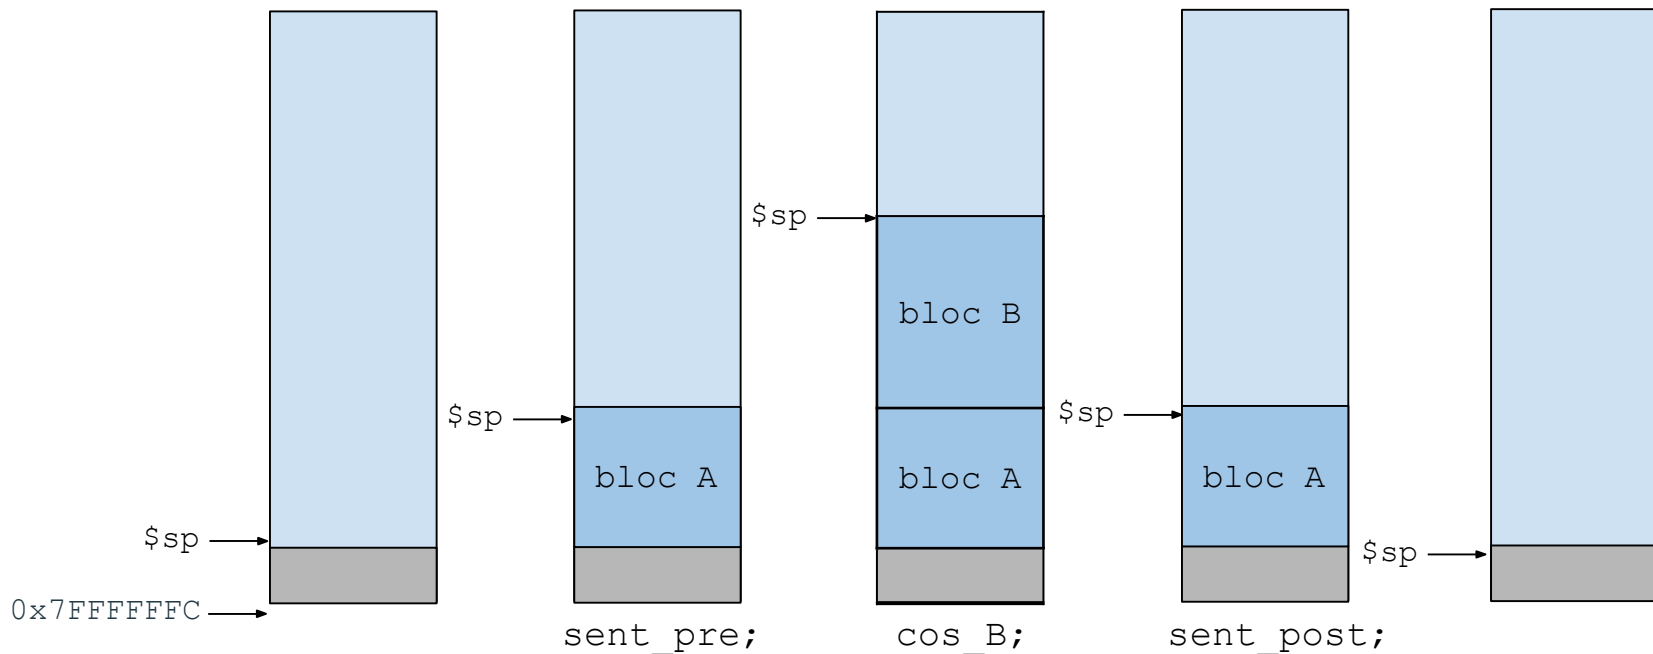 $sp
bloc B
$sp
$sp
bloc A
bloc A
bloc A
$sp
$sp
0x7FFFFFFC
sent_pre;
cos_B;
sent_post;